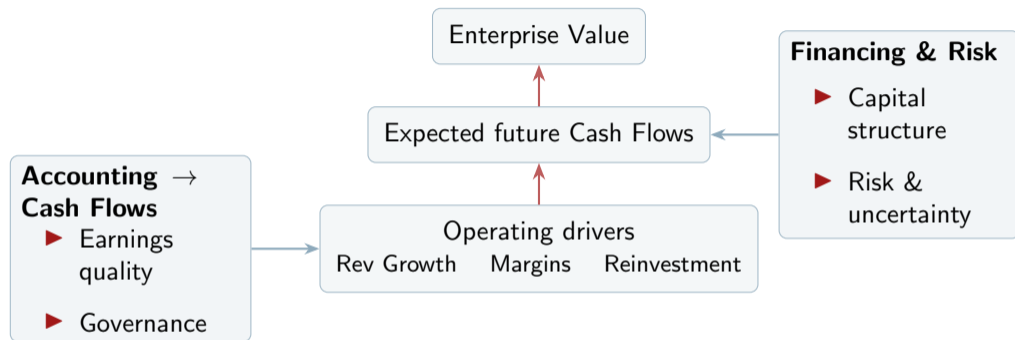 Enterprise Value
Financing & Risk
Capital
structure
Risk &
uncertainty
Expected future Cash Flows
Accounting →
Cash Flows
Earnings
quality
Governance
Operating drivers
Rev Growth Margins Reinvestment